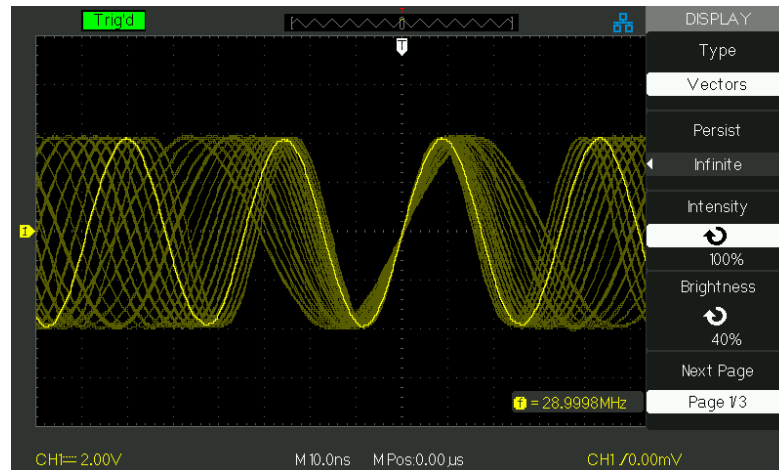 Trig'd
DISPLAY
T
Type
Vectors
Persist
Infinite
1
Intensity
100%
Brightness
40%
Next Page
f = 28.9998MHz
Page 1/3
CH1 2.00V
M 10.0ns
M Pos:0.00µs
CH1 /0.00mV